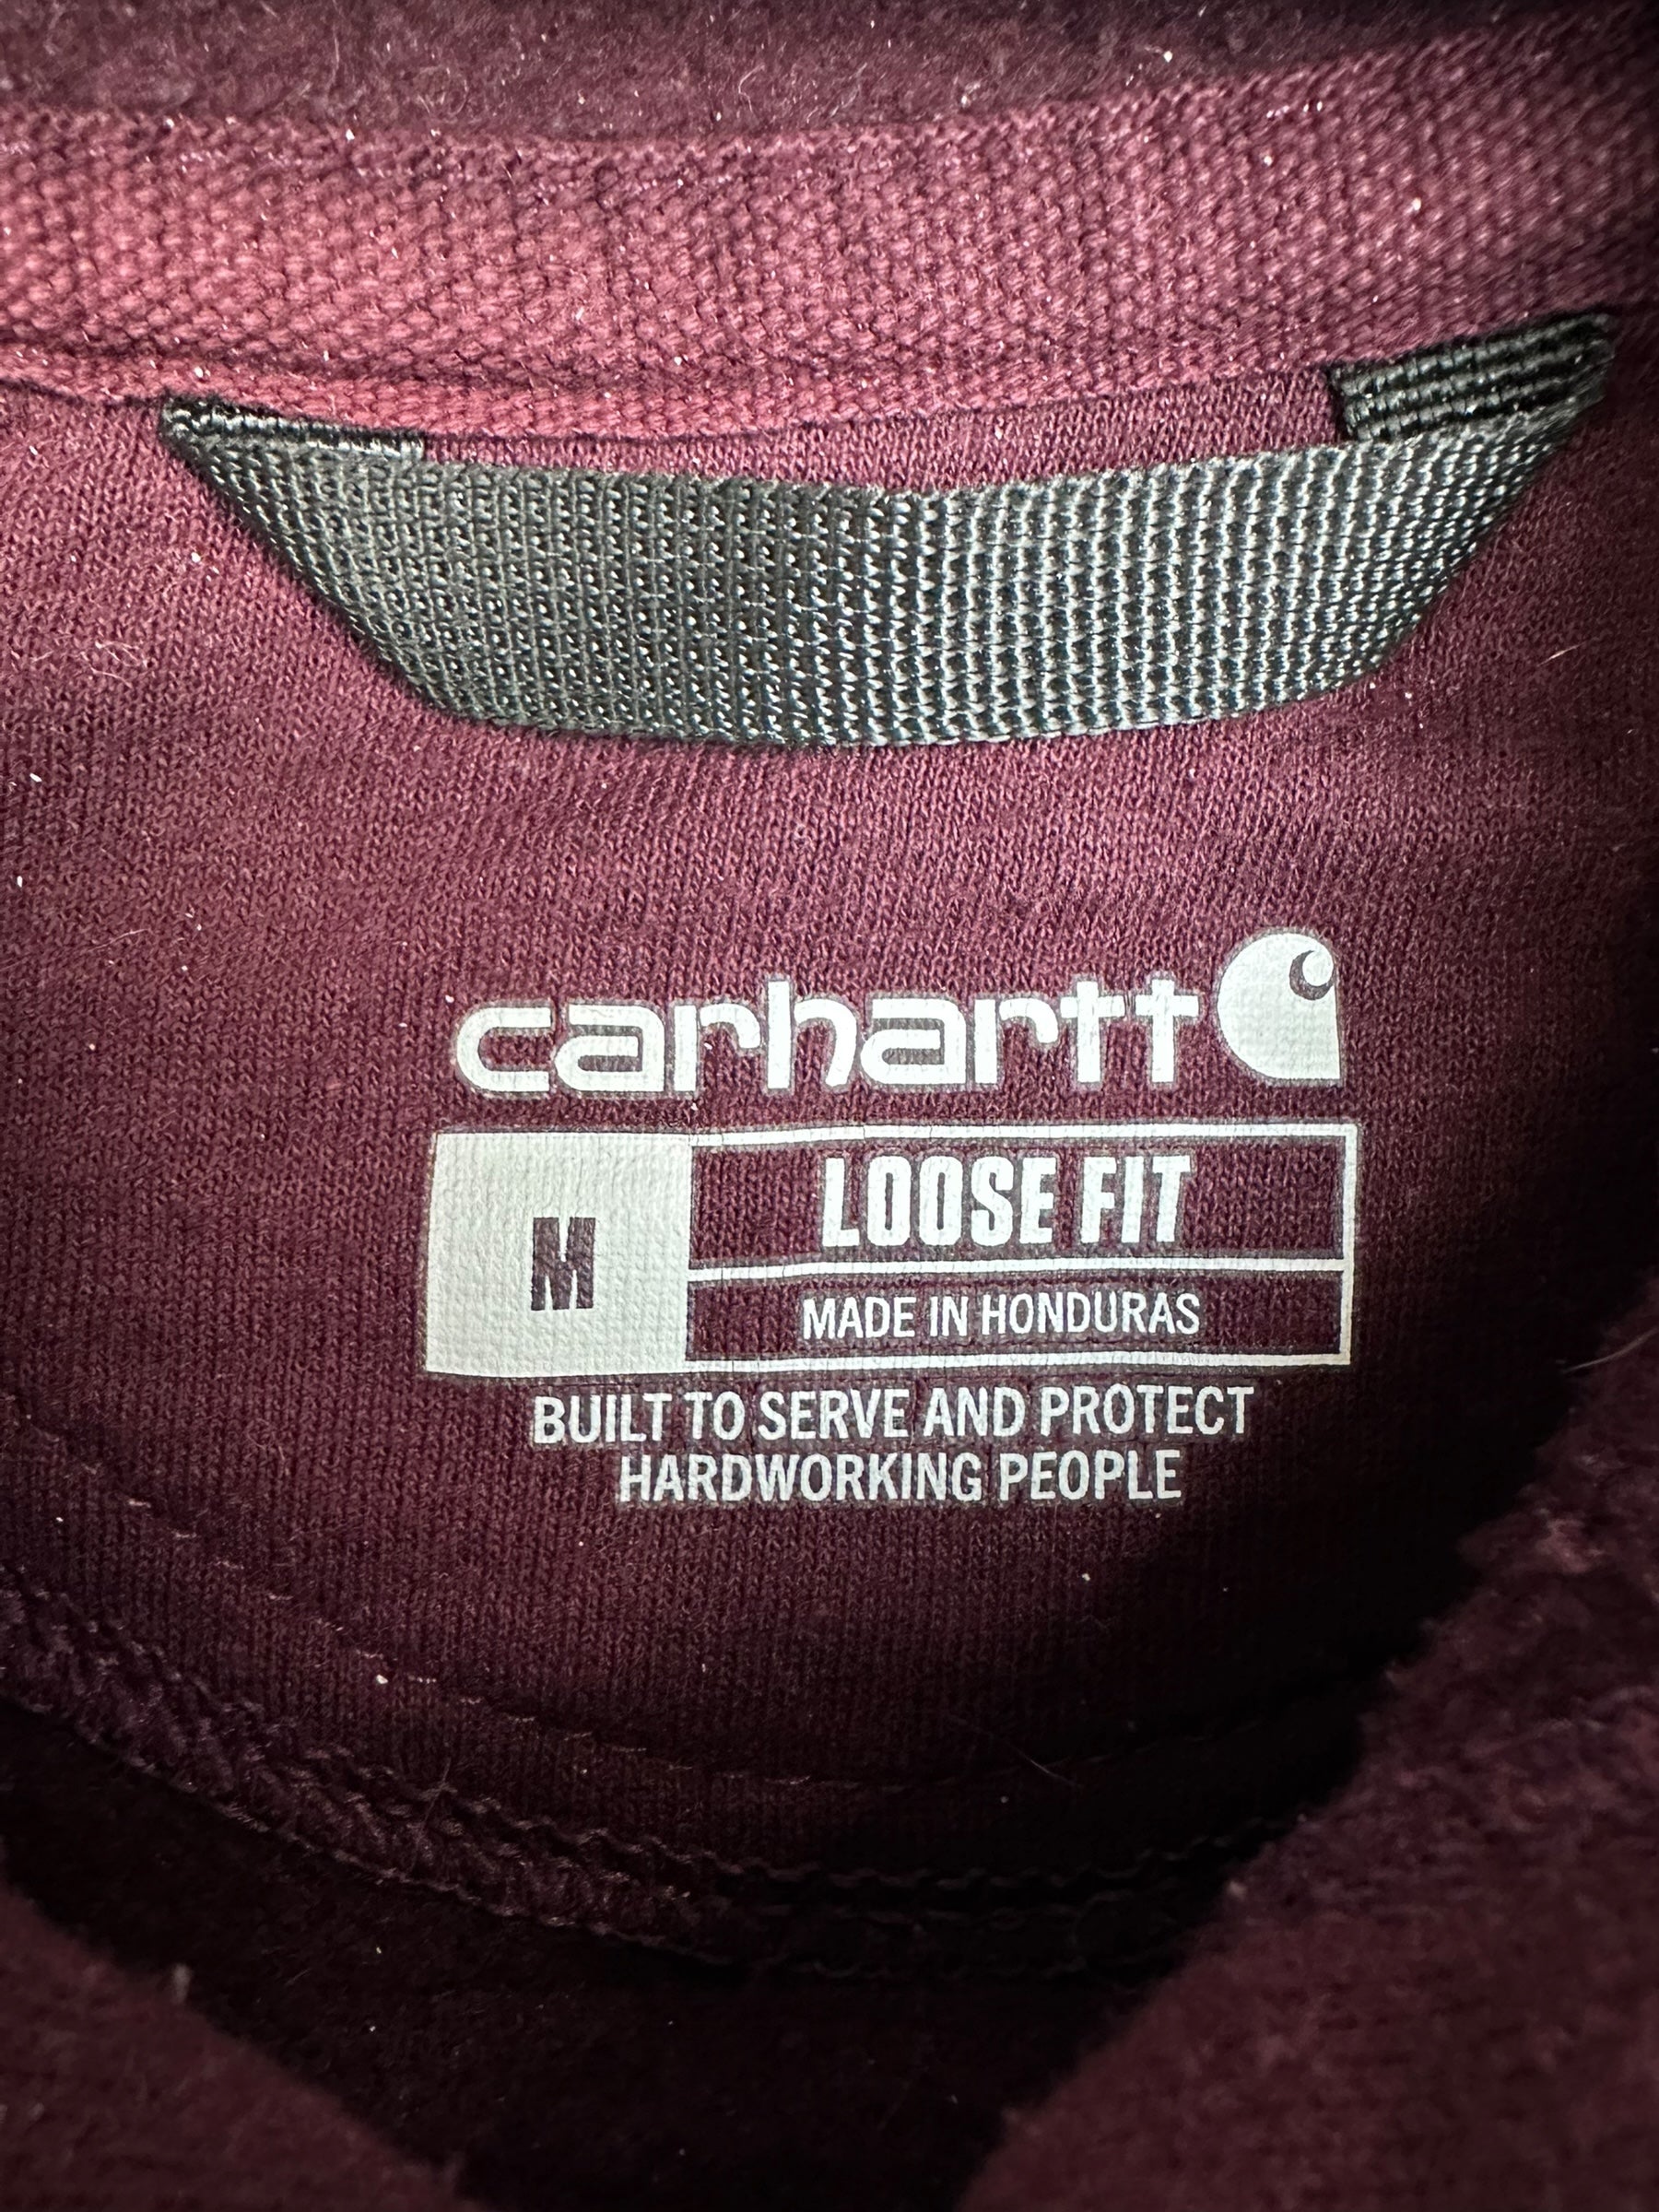 carhartt
M
LOOSE FIT
MADE IN HONDURAS
BUILT TO SERVE AND PROTECT
HARDWORKING PEOPLE